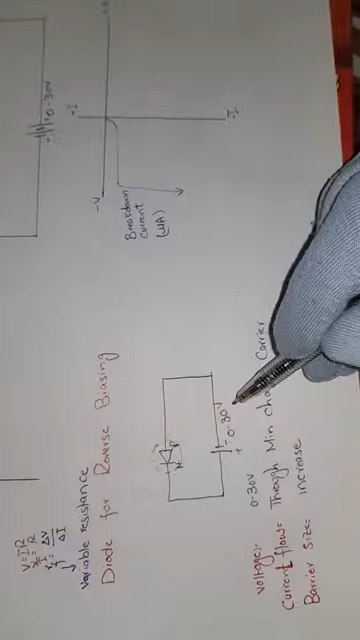 V=IR
V/I=R
r=ΔV/ΔI
variable resistance
Diode for Reverse Biasing
P
N
0-30V
-
+
Voltage:- 0-30V
Current flow= Through Min cha Carrier
Barrier size= increase
+ 0-30V
+I
-I
-V
Breakdown
Current
(μA)